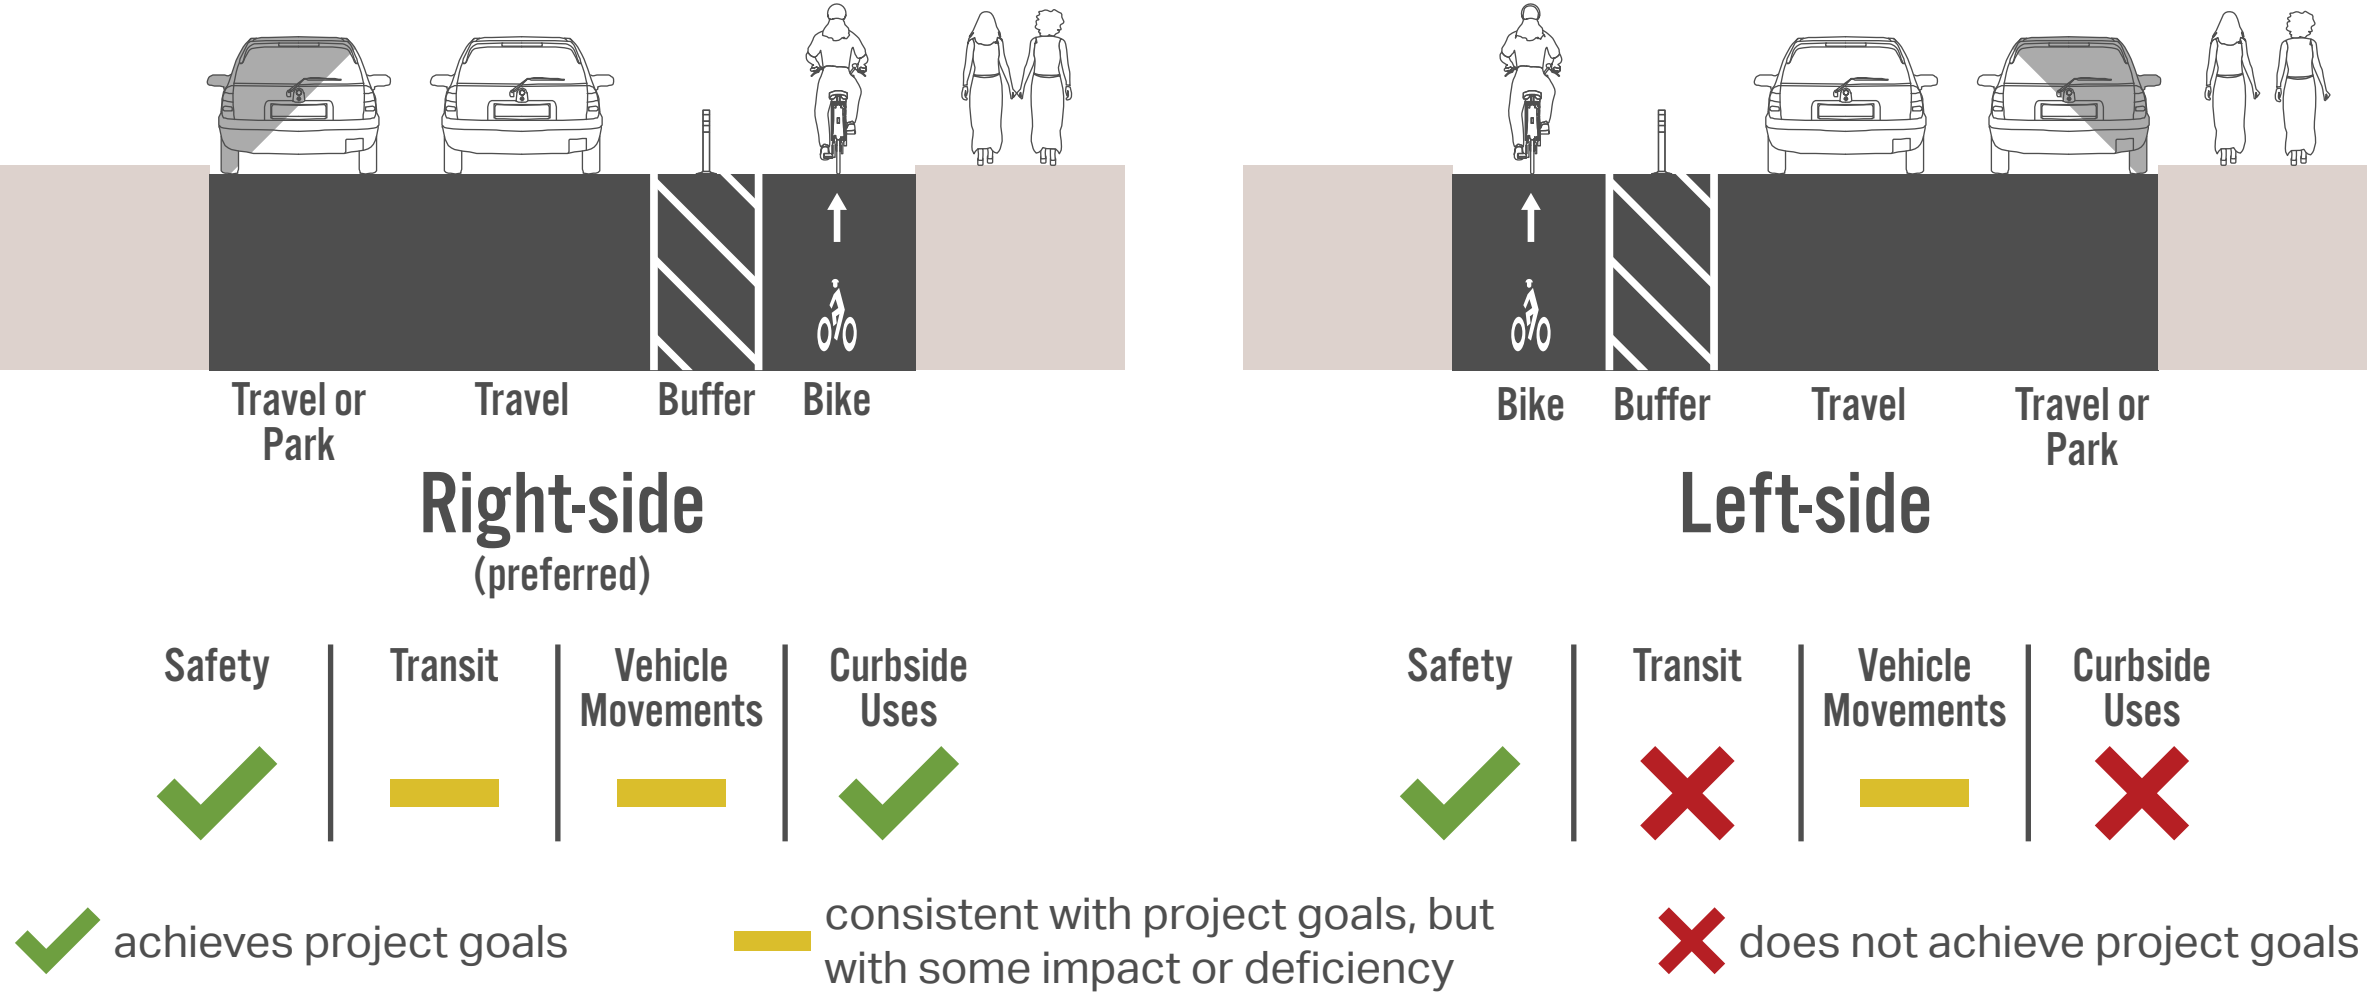 Travel or
Park
Travel
Buffer
Bike
Right-side
(preferred)
Safety
Transit
Vehicle
Movements
Curbside
Uses
Bike
Buffer
Travel
Travel or
Park
Left-side
Safety
Transit
Vehicle
Movements
Curbside
Uses
achieves project goals
consistent with project goals, but
with some impact or deficiency
does not achieve project goals